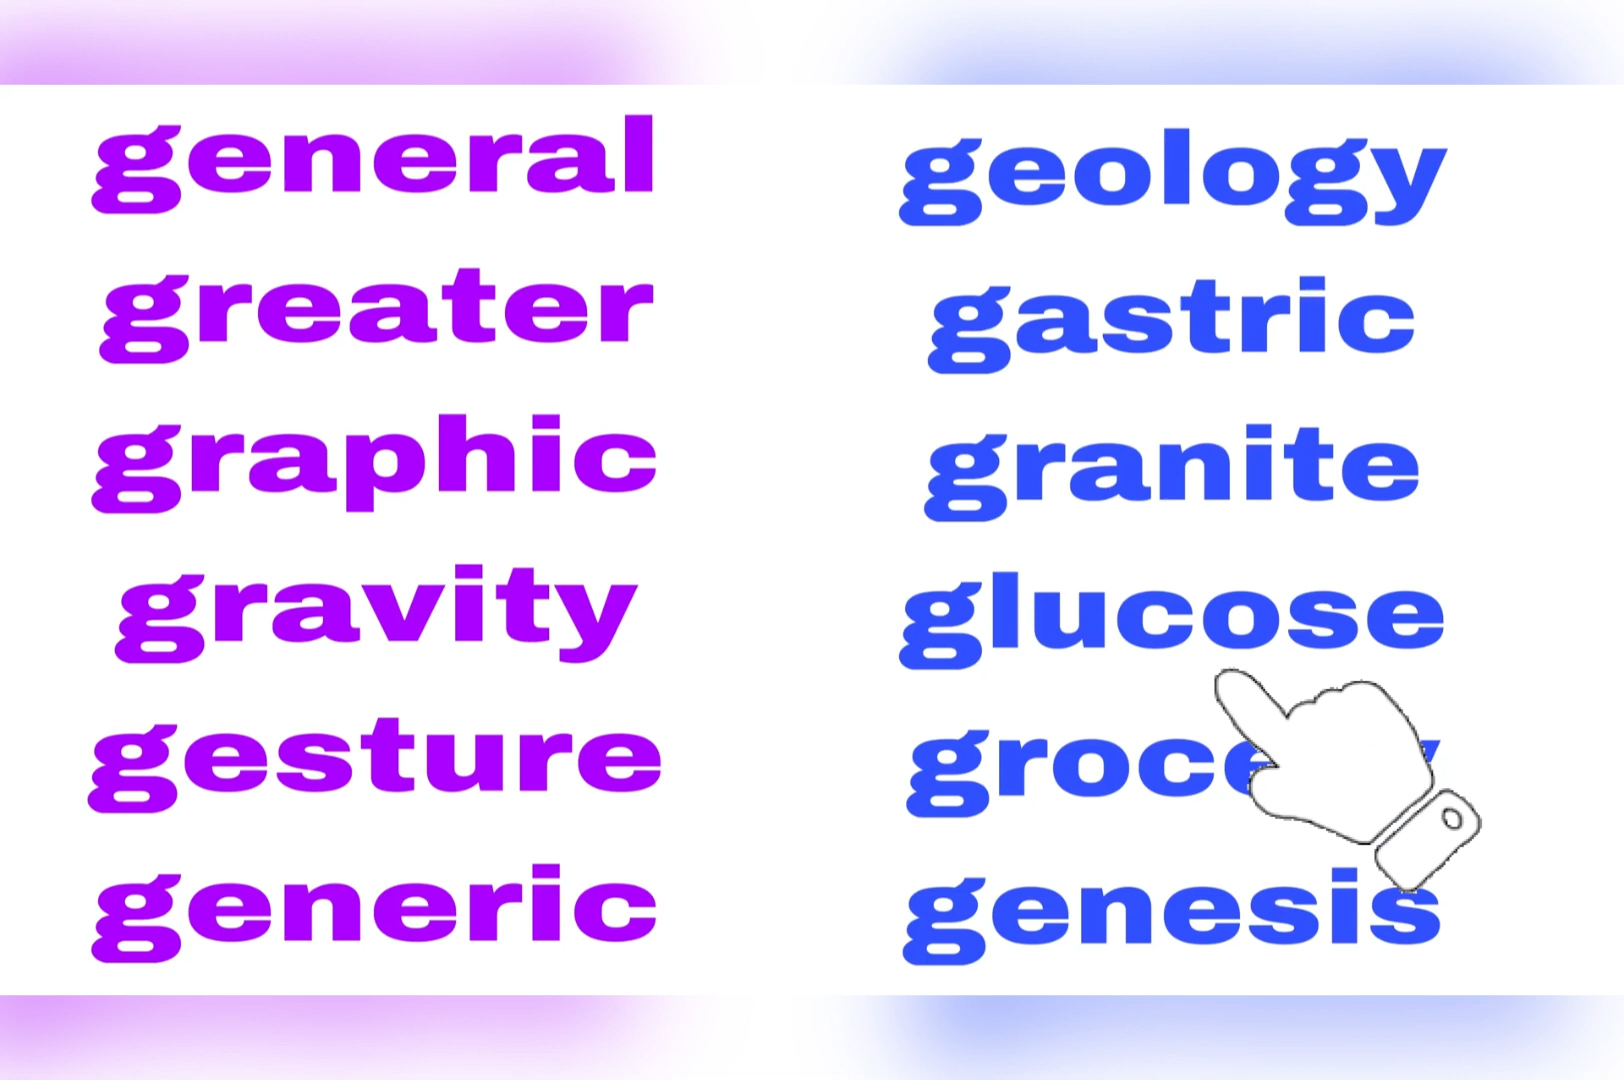 general
greater
graphic
gravity
gesture
generic
geology
gastric
granite
glucose
genesis